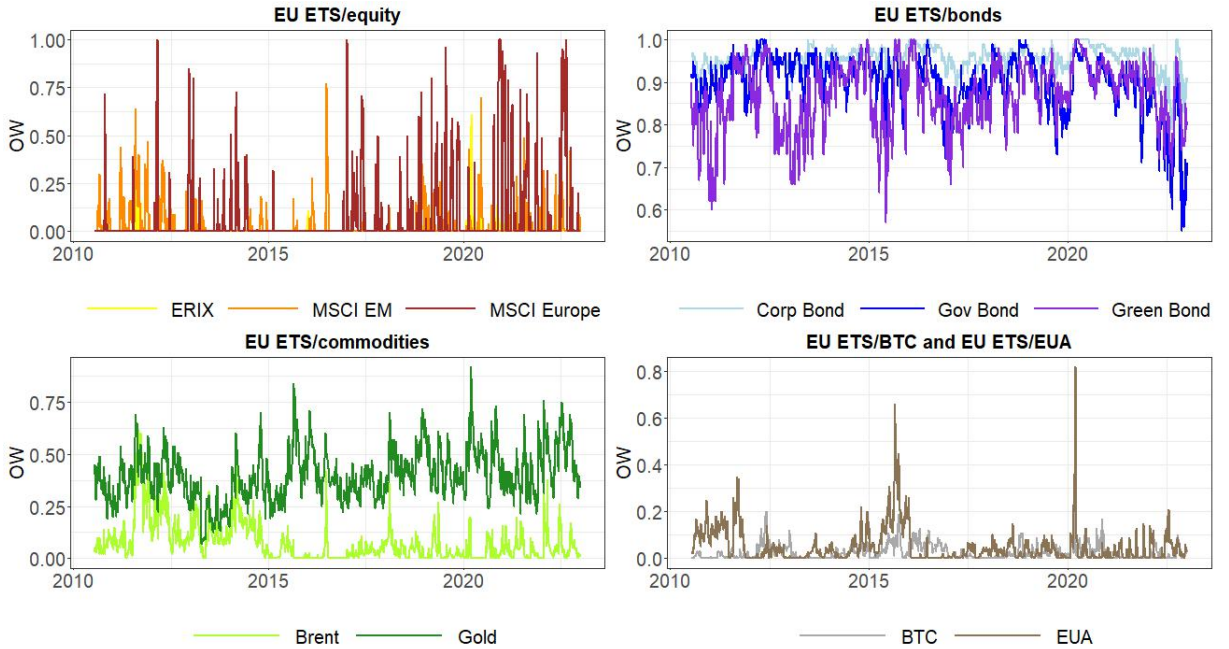 EU ETS/equity
OW
1.00
0.75
0.50
0.25
0.00
2010 2015 2020
ERIX MSCI EM MSCI Europe
EU ETS/bonds
OW
1.0
0.9
0.8
0.7
0.6
2010 2015 2020
Corp Bond Gov Bond Green Bond
EU ETS/commodities
OW
0.75
0.50
0.25
0.00
2010 2015 2020
Brent Gold
EU ETS/BTC and EU ETS/EUA
OW
0.8
0.6
0.4
0.2
0.0
2010 2015 2020
BTC EUA